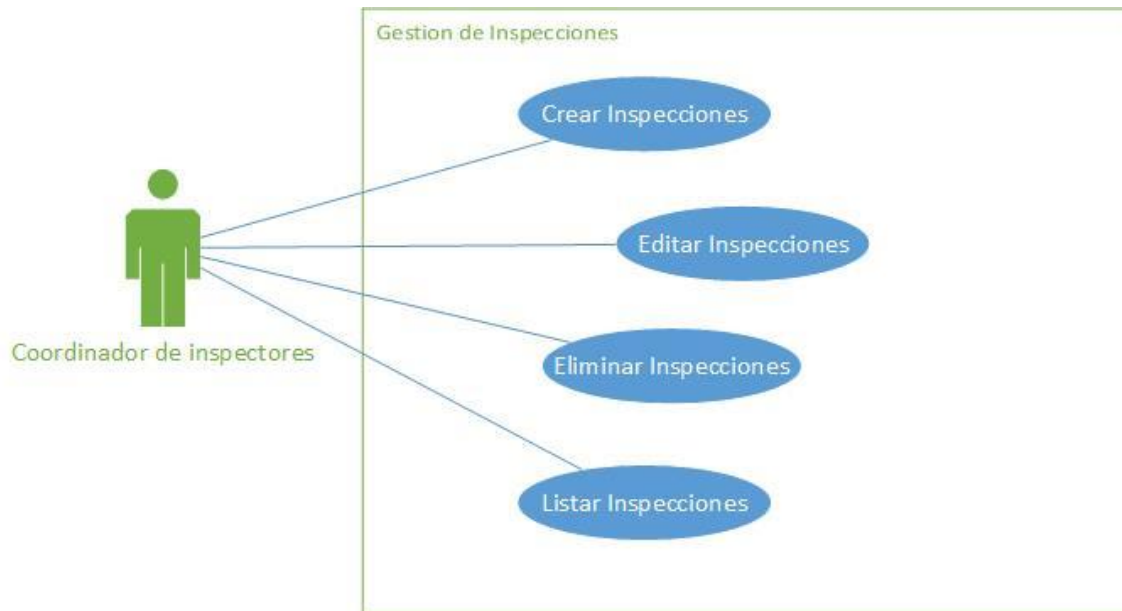 Gestion de Inspecciones
Crear Inspecciones
Editar Inspecciones
Eliminar Inspecciones
Coordinador de inspectores
Listar Inspecciones